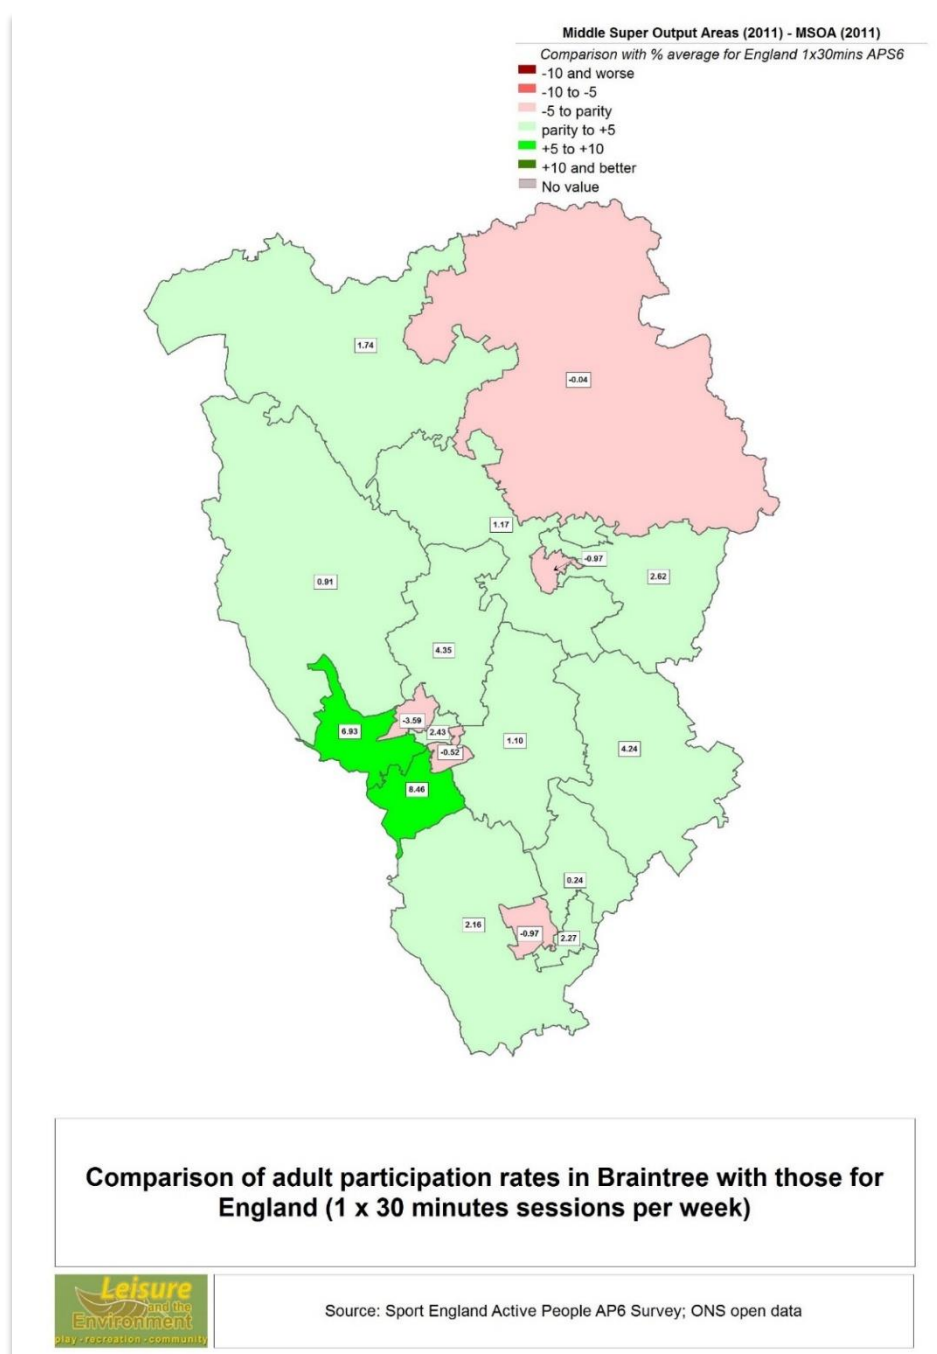 Middle Super Output Areas (2011) - MSOA (2011)
Comparison with % average for England 1x30mins APS6
-10 and worse
-10 to -5
-5 to parity
parity to +5
+5 to +10
+10 and better
No value
1.74
-0.04
1.17
-0.97
2.62
0.91
4.35
-3.59
2.43
6.93
-0.52
1.10
4.24
8.46
0.24
2.16
-0.97
2.27
Comparison of adult participation rates in Braintree with those for
England (1 x 30 minutes sessions per week)
Leisure
and the
Environment
play - recreation - community
Source: Sport England Active People AP6 Survey; ONS open data